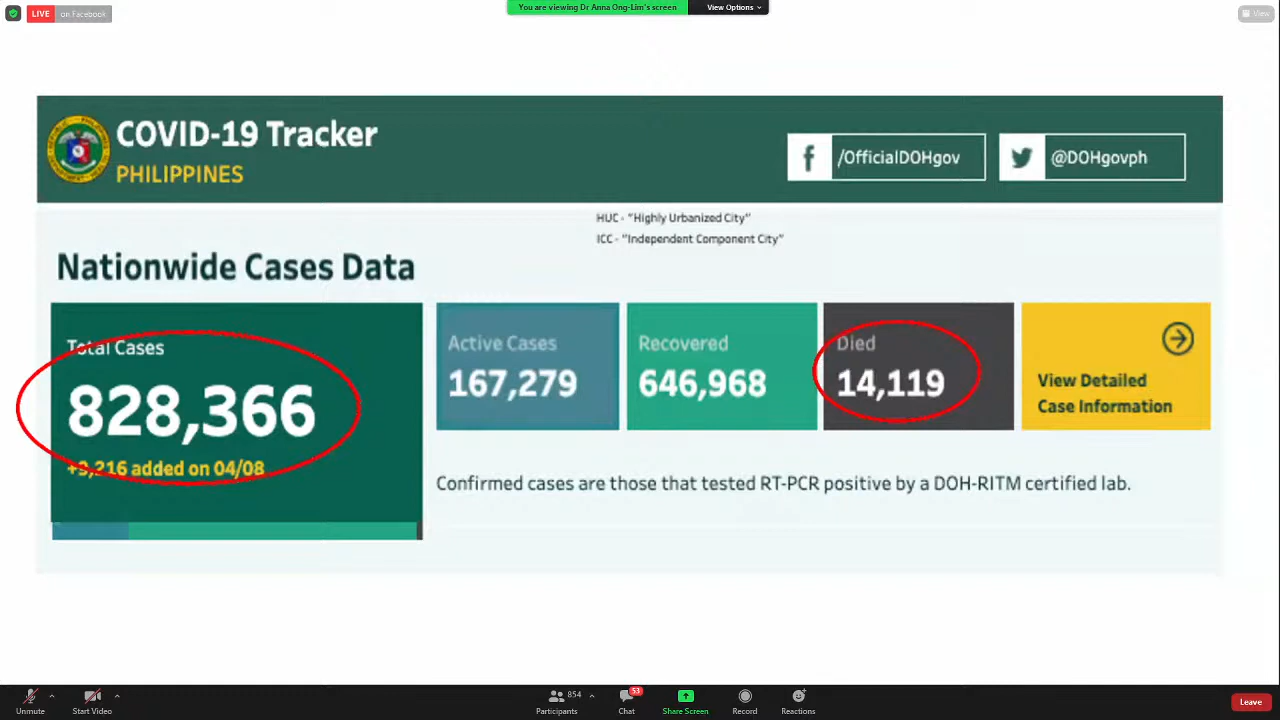 LIVE on Facebook
You are viewing Dr Anna Ong-Lim's screen
View Options
View
COVID-19 Tracker
PHILIPPINES
/OfficialDOHgov
@DOHgovph
HUC - "Highly Urbanized City"
ICC - "Independent Component City"
Nationwide Cases Data
Total Cases
828,366
+9,216 added on 04/08
Active Cases
167,279
Recovered
646,968
Died
14,119
View Detailed
Case Information
Confirmed cases are those that tested RT-PCR positive by a DOH-RITM certified lab.
Unmute
Start Video
854
Participants
53
Chat
Share Screen
Record
Reactions
Leave